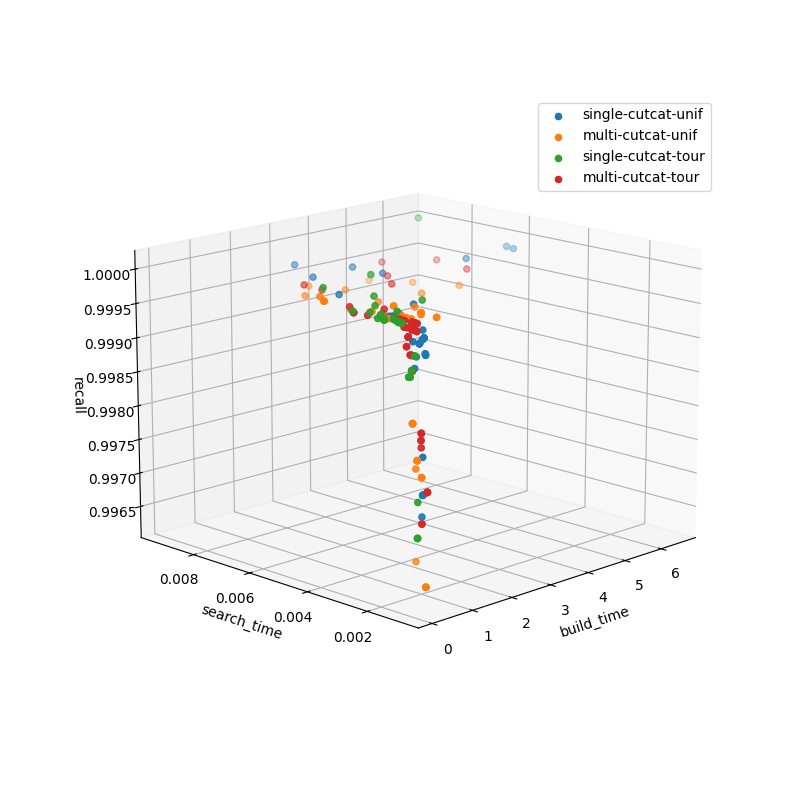 single-cutcat-unif
multi-cutcat-unif
single-cutcat-tour
multi-cutcat-tour
1.0000
0.9995
0.9990
0.9985
0.9980
0.9975
0.9970
0.9965
recall
0.008
0.006
0.004
0.002
search_time
0
1
2
3
4
5
6
build_time